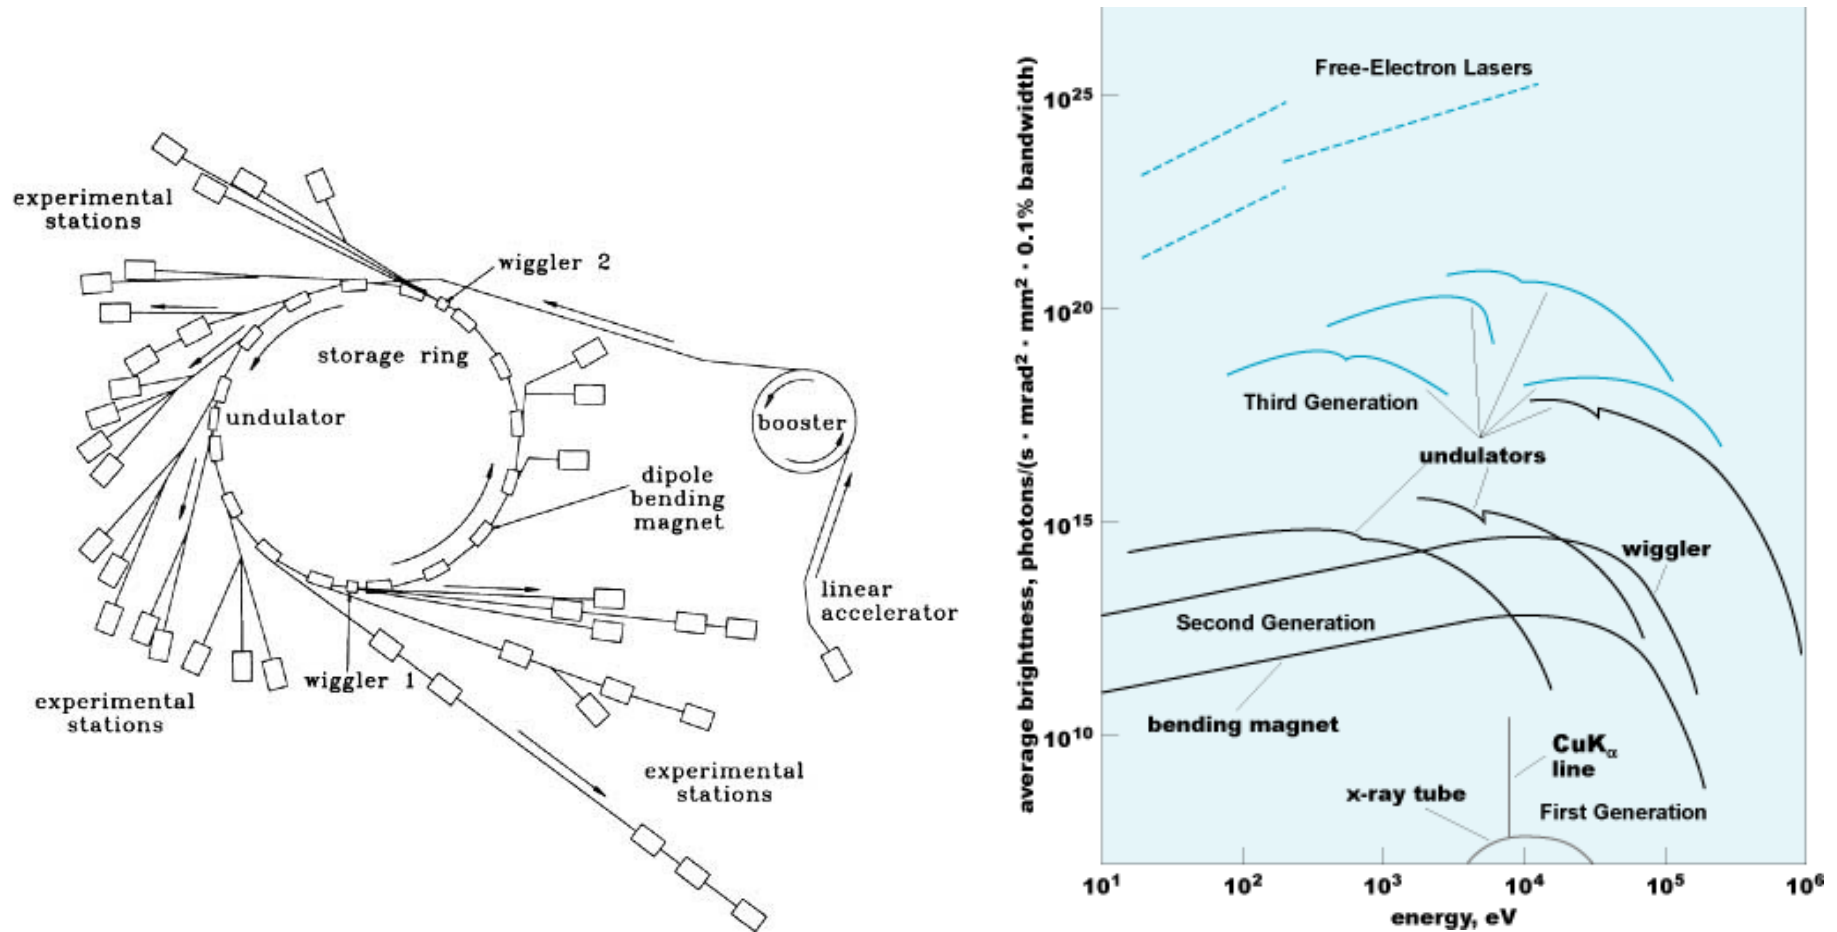 experimental
stations
wiggler 2
storage ring
undulator
booster
dipole
bending
magnet
linear
accelerator
wiggler 1
experimental
stations
experimental
stations
average brightness, photons/(s · mrad² · mm² · 0.1% bandwidth)
10²⁵
10²⁰
10¹⁵
10¹⁰
Free-Electron Lasers
Third Generation
undulators
wiggler
Second Generation
bending magnet
CuKα
line
x-ray tube
First Generation
10¹ 10² 10³ 10⁴ 10⁵ 10⁶
energy, eV